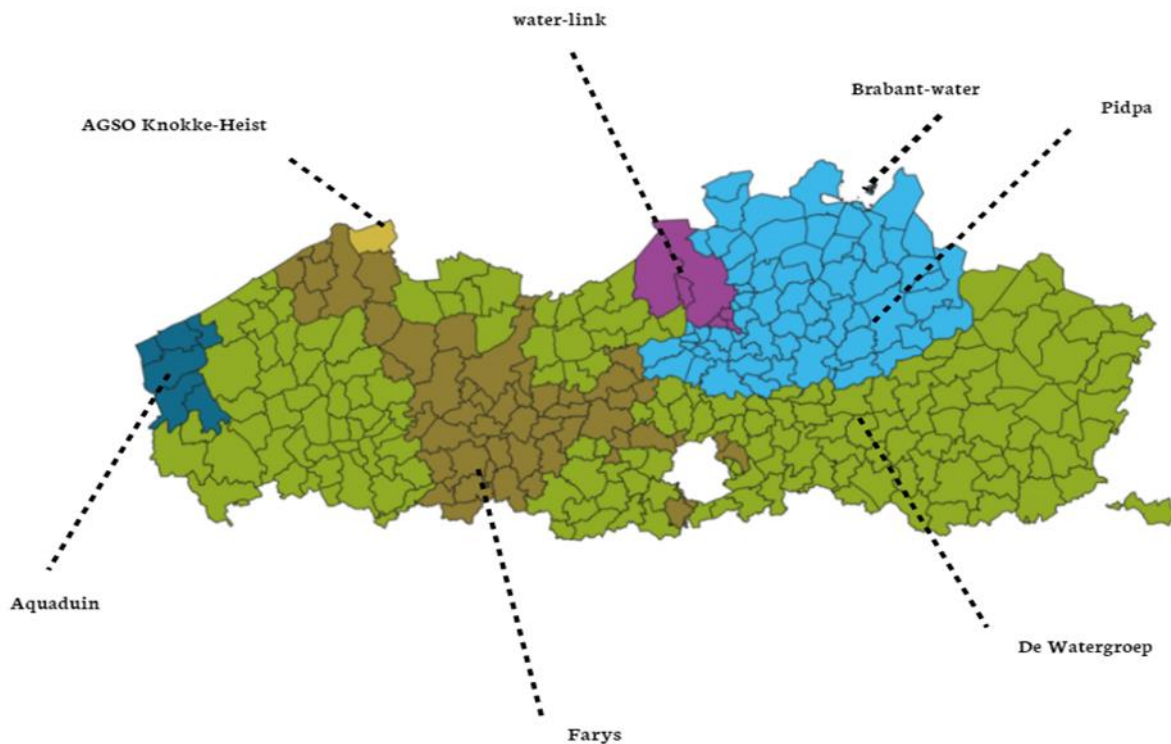 water-link
Brabant-water
Pidpa
AGSO Knokke-Heist
Aquaduin
De Watergroep
Farys